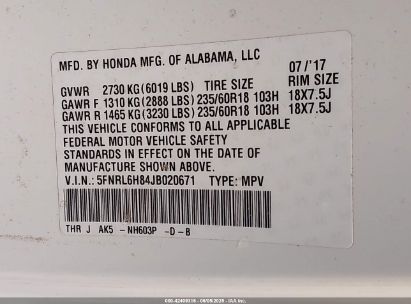 MFD. BY HONDA MFG. OF ALABAMA, LLC 07/'17
GVWR 2730 KG (6019 LBS) TIRE SIZE RIM SIZE
GAWR F 1310 KG (2888 LBS) 235/60R18 103H 18X7.5J
GAWR R 1465 KG (3230 LBS) 235/60R18 103H 18X7.5J
THIS VEHICLE CONFORMS TO ALL APPLICABLE
FEDERAL MOTOR VEHICLE SAFETY
STANDARDS IN EFFECT ON THE DATE OF
MANUFACTURE SHOWN ABOVE.
V.I.N.: 5FNRL6H84JB020671 TYPE: MPV
THR J AK5 -NH603P -D-B